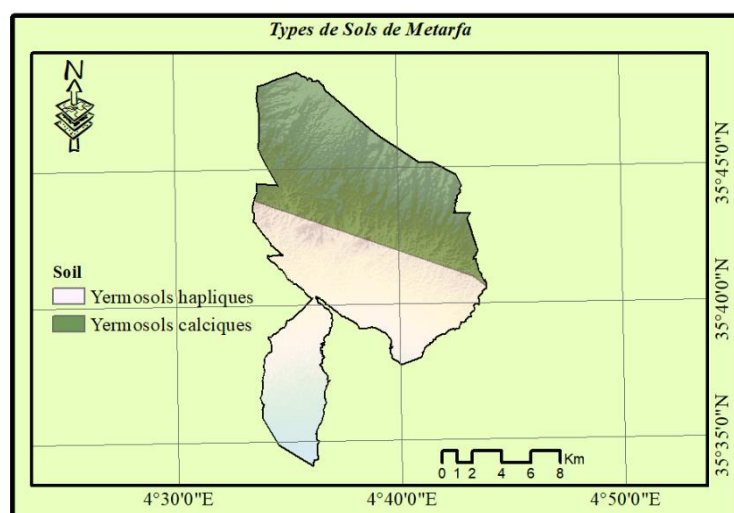 Types de Sols de Metarfa
N
35°45'0"N
Soil
Yermosols hapliques
Yermosols calciques
35°40'0"N
35°35'0"N
Km
0 1 2 4 6 8
4°30'0"E 4°40'0"E 4°50'0"E